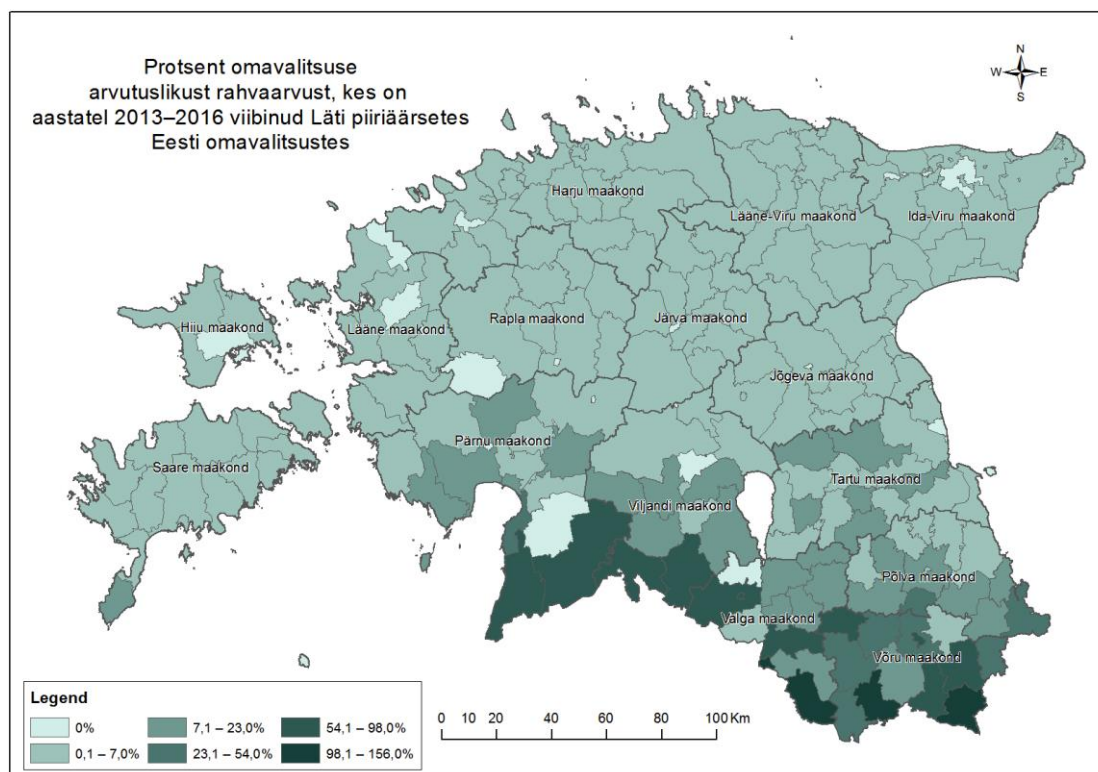 Protsent omavalitsuse
arvutuslikust rahvaarvust, kes on
aastatel 2013–2016 viibinud Läti piiriäärsetes
Eesti omavalitsustes
N
W E
S
Harju maakond
Lääne-Viru maakond
Ida-Viru maakond
Hiiu maakond
Lääne maakond
Rapla maakond
Järva maakond
Jõgeva maakond
Pärnu maakond
Saare maakond
Tartu maakond
Viljandi maakond
Põlva maakond
Valga maakond
Võru maakond
Legend
0%
7,1 – 23,0%
54,1 – 98,0%
0,1 – 7,0%
23,1 – 54,0%
98,1 – 156,0%
0 20 40 60 80 100 Km